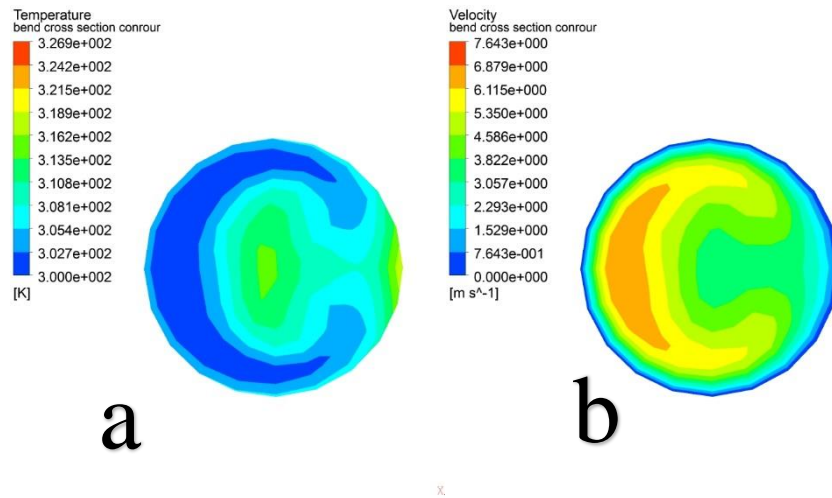 Temperature
bend cross section conrour
3.269e+002
3.242e+002
3.215e+002
3.189e+002
3.162e+002
3.135e+002
3.108e+002
3.081e+002
3.054e+002
3.027e+002
3.000e+002
[K]
a
Velocity
bend cross section conrour
7.643e+000
6.879e+000
6.115e+000
5.350e+000
4.586e+000
3.822e+000
3.057e+000
2.293e+000
1.529e+000
7.643e-001
0.000e+000
[m s^-1]
b
X.